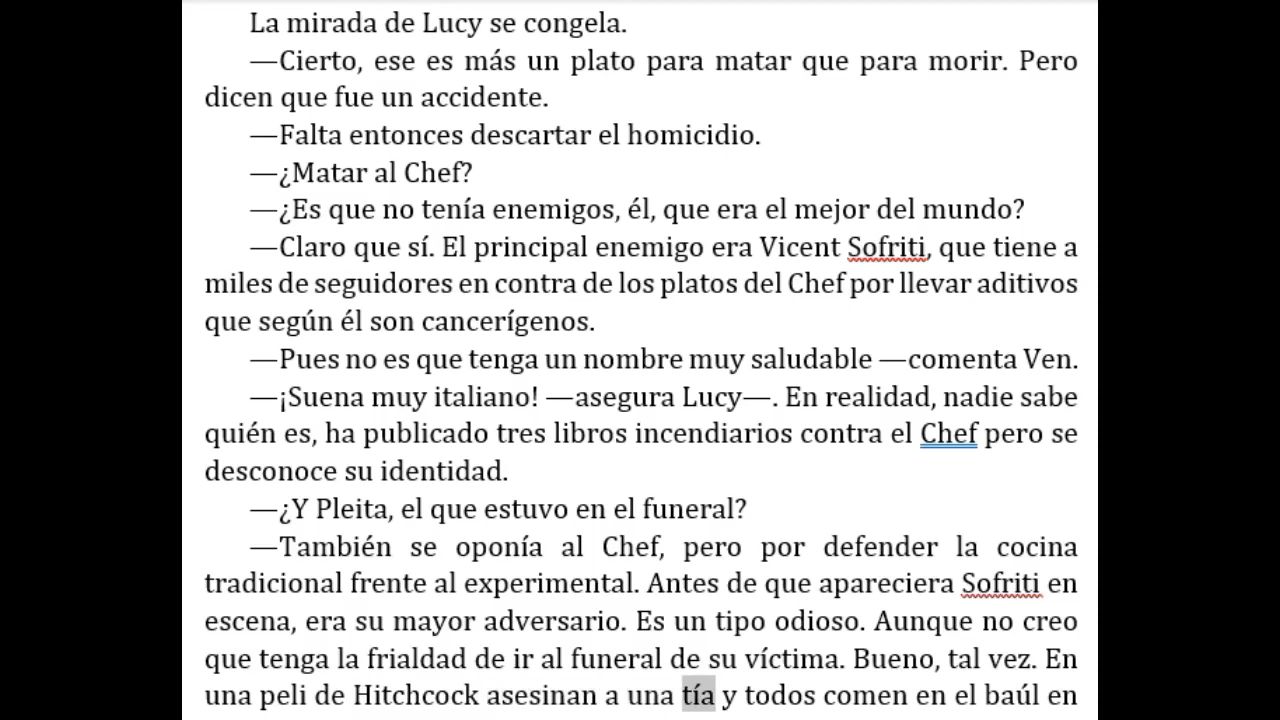 La mirada de Lucy se congela.
—Cierto, ese es más un plato para matar que para morir. Pero
dicen que fue un accidente.
—Falta entonces descartar el homicidio.
—¿Matar al Chef?
—¿Es que no tenía enemigos, él, que era el mejor del mundo?
—Claro que sí. El principal enemigo era Vicent Sofriti, que tiene a
miles de seguidores en contra de los platos del Chef por llevar aditivos
que según él son cancerígenos.
—Pues no es que tenga un nombre muy saludable —comenta Ven.
—¡Suena muy italiano! —asegura Lucy—. En realidad, nadie sabe
quién es, ha publicado tres libros incendiarios contra el Chef pero se
desconoce su identidad.
—¿Y Pleita, el que estuvo en el funeral?
—También se oponía al Chef, pero por defender la cocina
tradicional frente al experimental. Antes de que apareciera Sofriti en
escena, era su mayor adversario. Es un tipo odioso. Aunque no creo
que tenga la frialdad de ir al funeral de su víctima. Bueno, tal vez. En
una peli de Hitchcock asesinan a una tía y todos comen en el baúl en